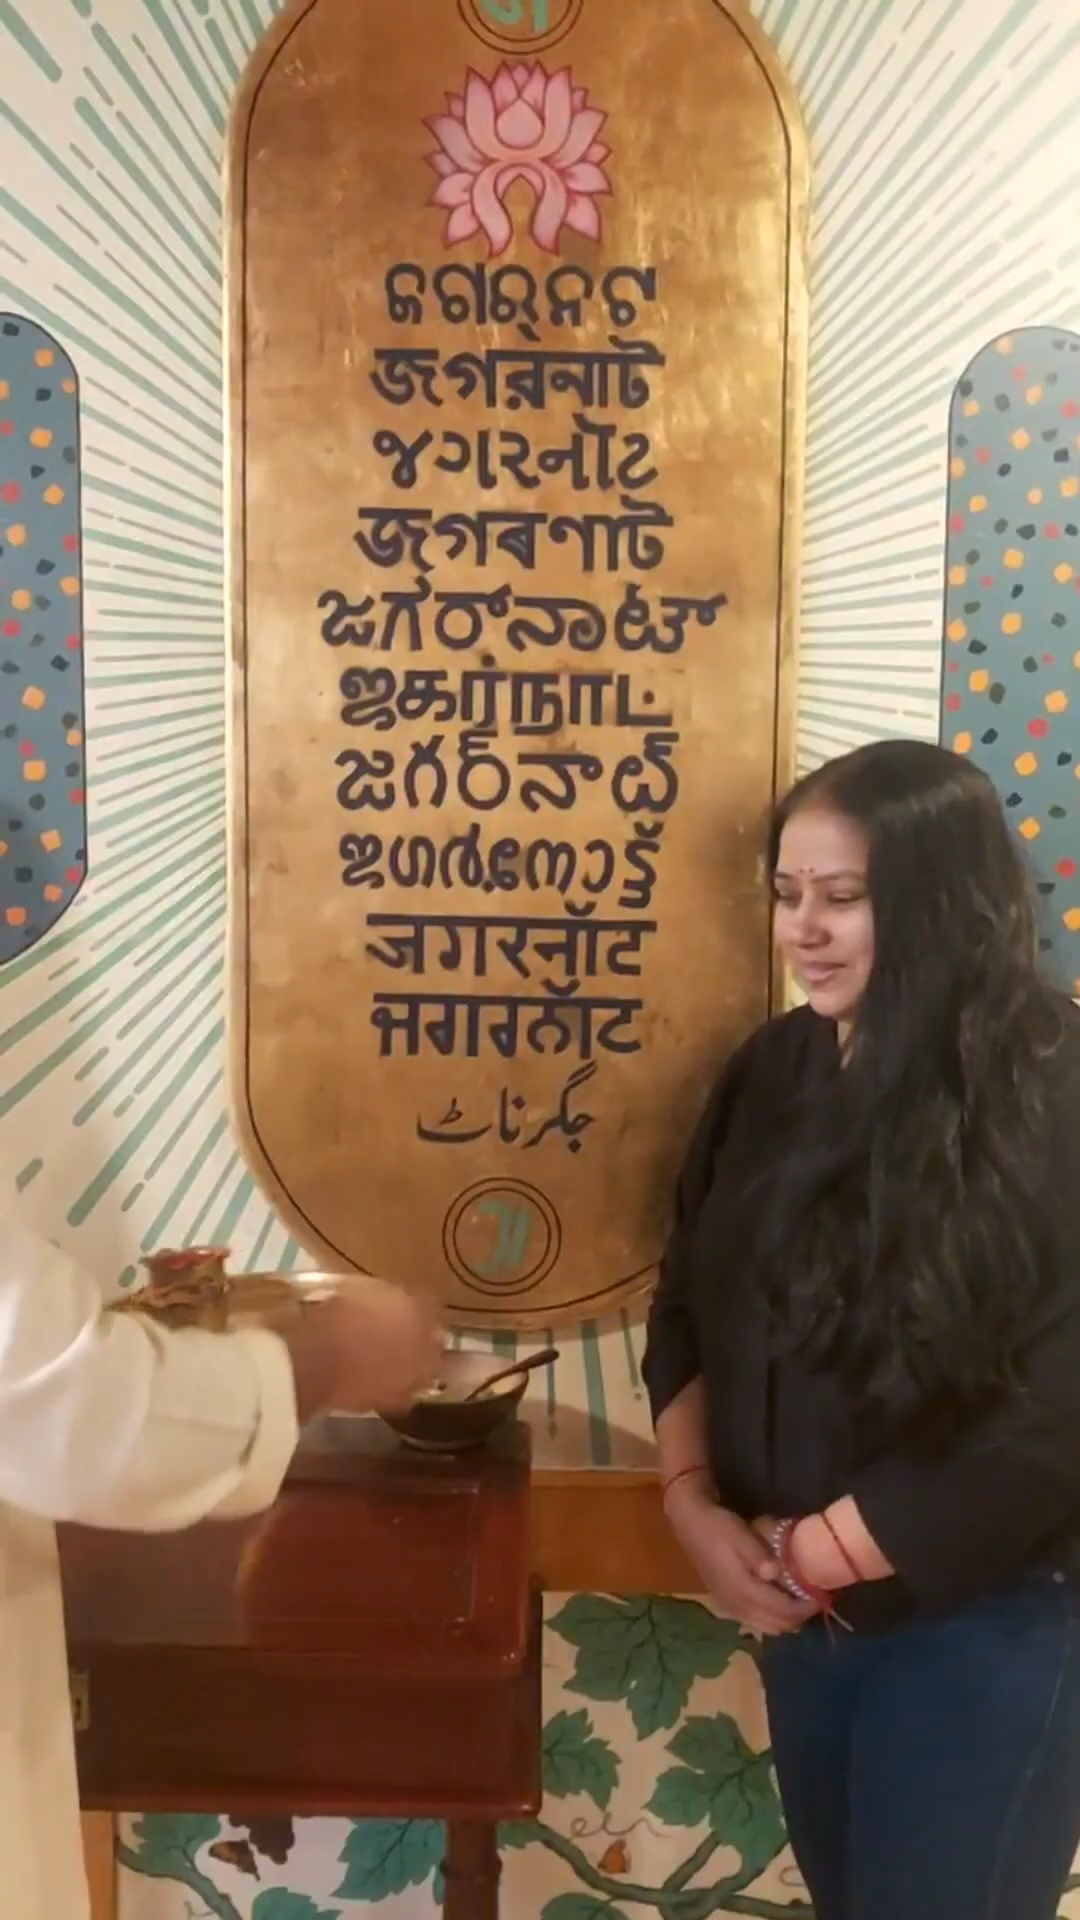 ଜଗର୍ନଟ
জগরনাট
જગરનૉટ
জগৰণাট
ಜಗರ್ನಾಟ್
ஜகர்நாட்
జగర్‌నాట్
ജഗർനോട്ട്
जगरनॉट
ਜਗਰਨਾੱਟ
جگرناٹ